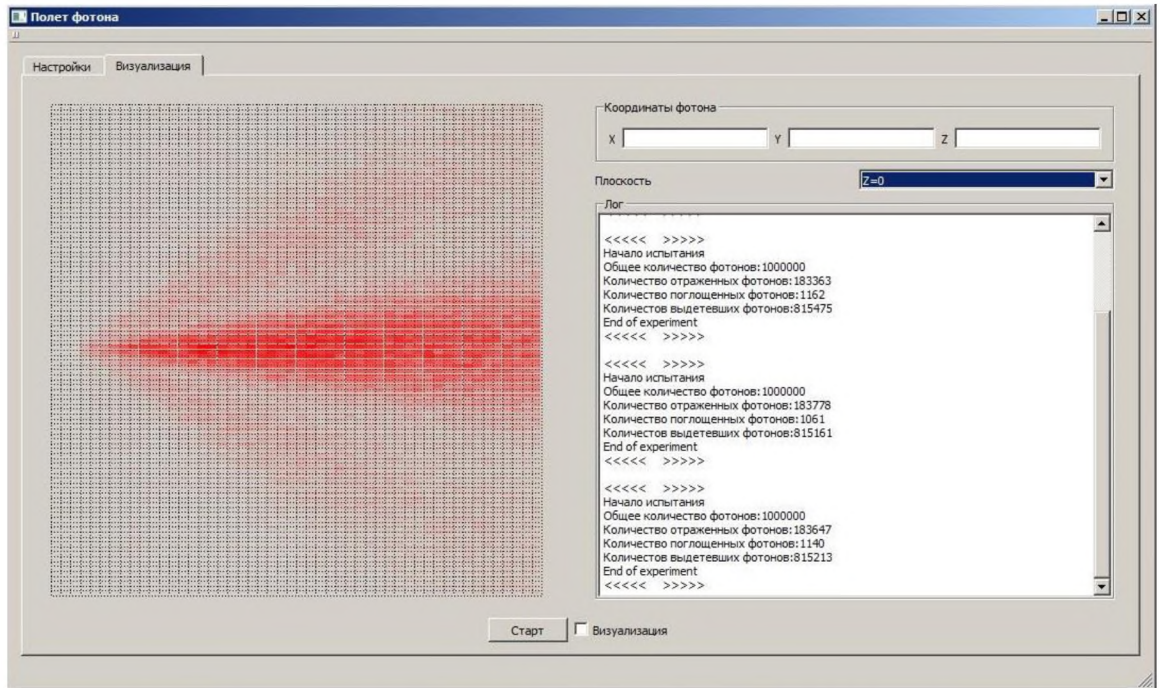 Полет фотона
Настройки Визуализация
Координаты фотона
X Y Z
Плоскость Z=0
Лог
<<<<< >>>>>
Начало испытания
Общее количество фотонов:1000000
Количество отраженных фотонов:183363
Количество поглощенных фотонов:1162
Количестов выдетевших фотонов:815475
End of experiment
<<<<< >>>>>
<<<<< >>>>>
Начало испытания
Общее количество фотонов:1000000
Количество отраженных фотонов:183778
Количество поглощенных фотонов:1061
Количестов выдетевших фотонов:815161
End of experiment
<<<<< >>>>>
<<<<< >>>>>
Начало испытания
Общее количество фотонов:1000000
Количество отраженных фотонов:183647
Количество поглощенных фотонов:1140
Количестов выдетевших фотонов:815213
End of experiment
<<<<< >>>>>
Старт Визуализация